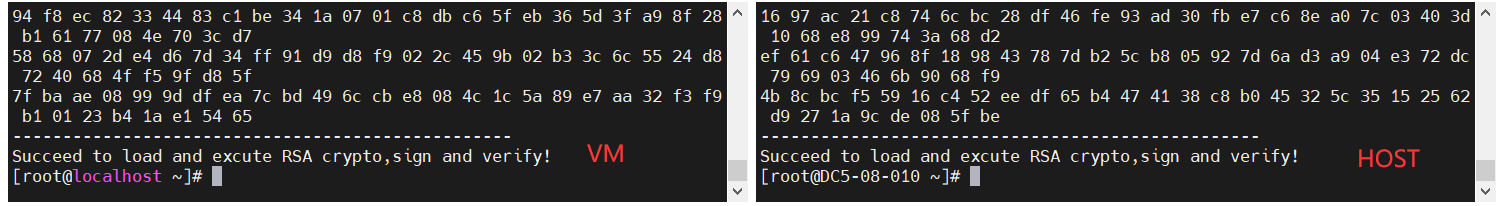 94 f8 ec 82 33 44 83 c1 be 34 1a 07 01 c8 db c6 5f eb 36 5d 3f a9 8f 28
b1 61 77 08 4e 70 3c d7
58 68 07 2d e4 d6 7d 34 ff 91 d9 d8 f9 02 2c 45 9b 02 b3 3c 6c 55 24 d8
72 40 68 4f f5 9f d8 5f
7f ba ae 08 99 9d df ea 7c bd 49 6c cb e8 08 4c 1c 5a 89 e7 aa 32 f3 f9
b1 01 23 b4 1a e1 54 65
--------------------------------------------------
Succeed to load and excute RSA crypto,sign and verify!
VM
[root@localhost ~]#
16 97 ac 21 c8 74 6c bc 28 df 46 fe 93 ad 30 fb e7 c6 8e a0 7c 03 40 3d
10 68 e8 99 74 3a 68 d2
ef 61 c6 47 96 8f 18 98 43 78 7d b2 5c b8 05 92 7d 6a d3 a9 04 e3 72 dc
79 69 03 46 6b 90 68 f9
4b 8c bc f5 59 16 c4 52 ee df 65 b4 47 41 38 c8 b0 45 32 5c 35 15 25 62
d9 27 1a 9c de 08 5f be
--------------------------------------------------
Succeed to load and excute RSA crypto,sign and verify!
HOST
[root@DC5-08-010 ~]#